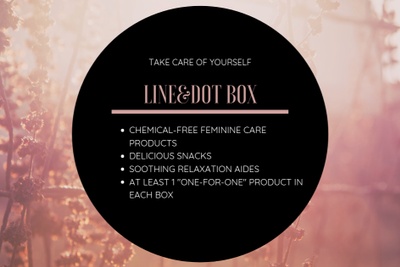 TAKE CARE OF YOURSELF
LINE&DOT BOX
• CHEMICAL-FREE FEMININE CARE
PRODUCTS
• DELICIOUS SNACKS
• SOOTHING RELAXATION AIDES
• AT LEAST 1 "ONE-FOR-ONE" PRODUCT IN
EACH BOX